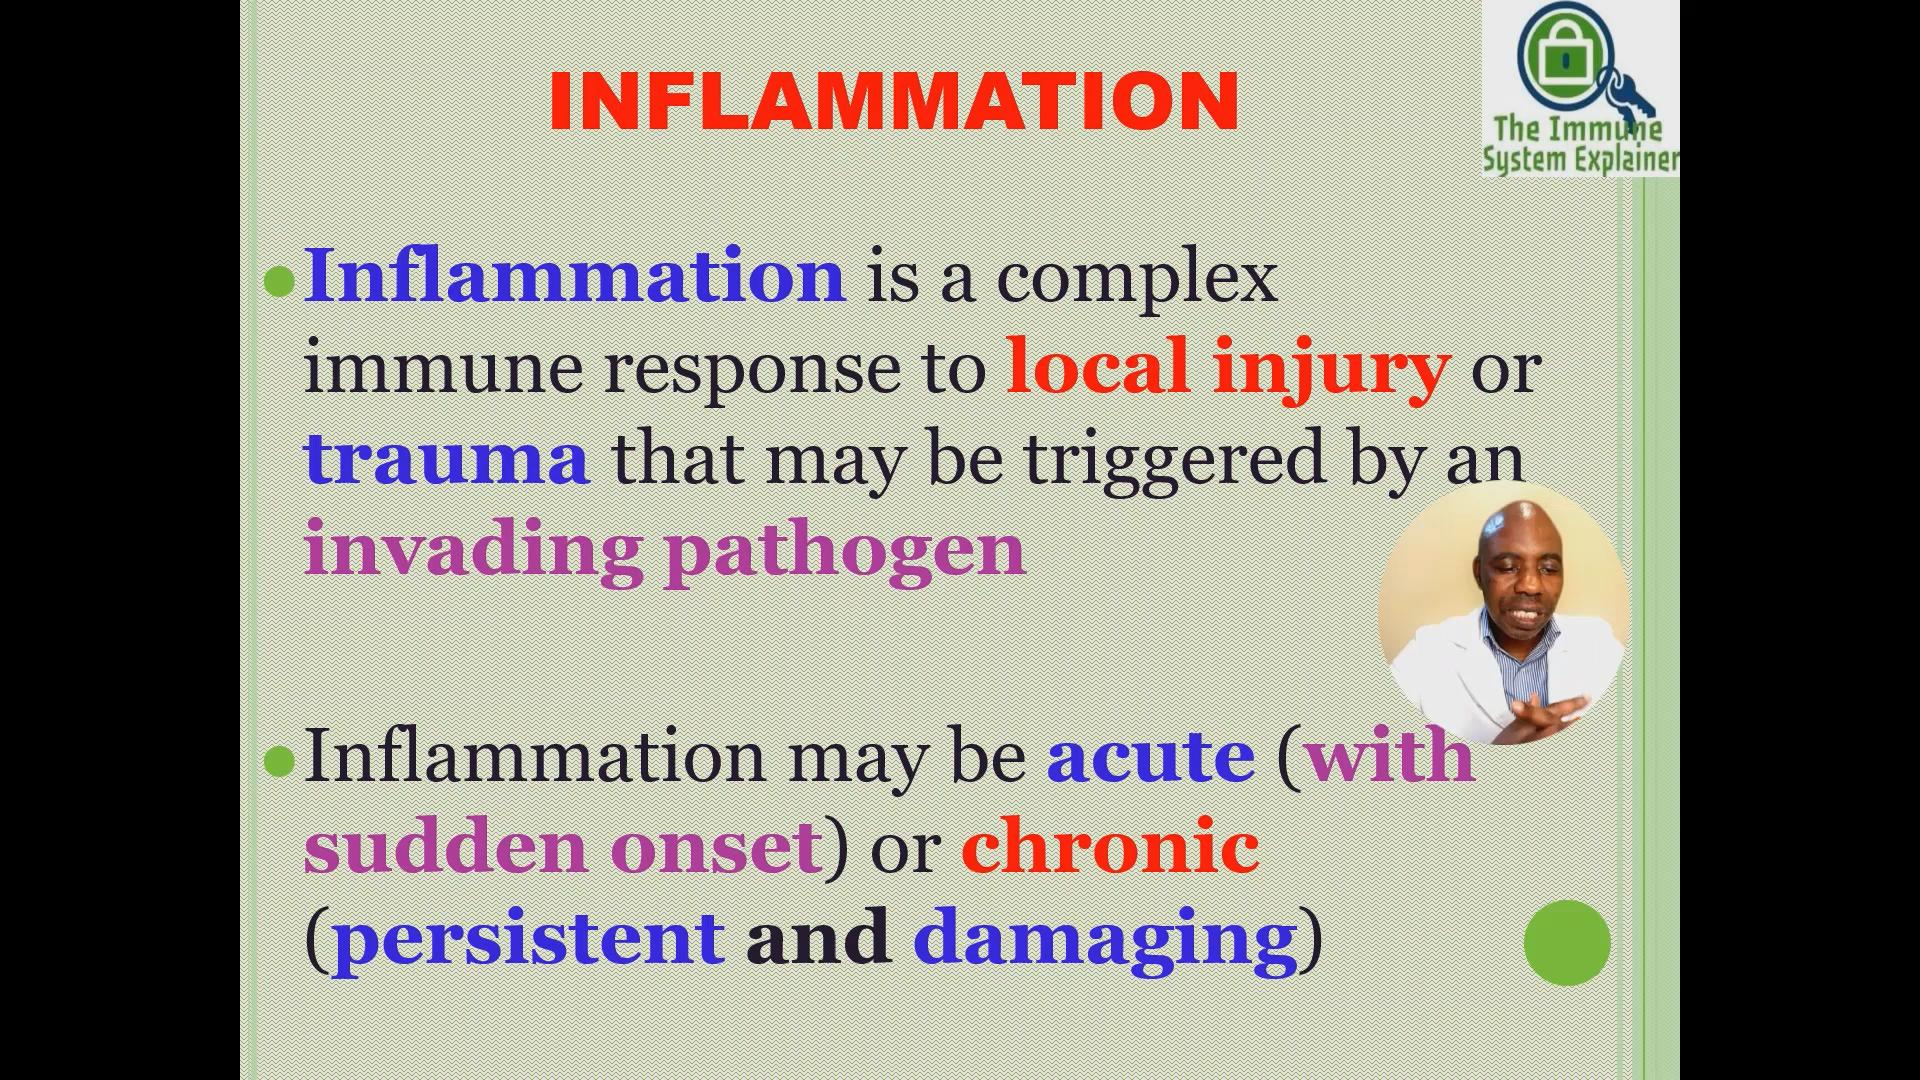 INFLAMMATION
The Immune
System Explainer
Inflammation is a complex
immune response to local injury or
trauma that may be triggered by an
invading pathogen
Inflammation may be acute (with
sudden onset) or chronic
(persistent and damaging)